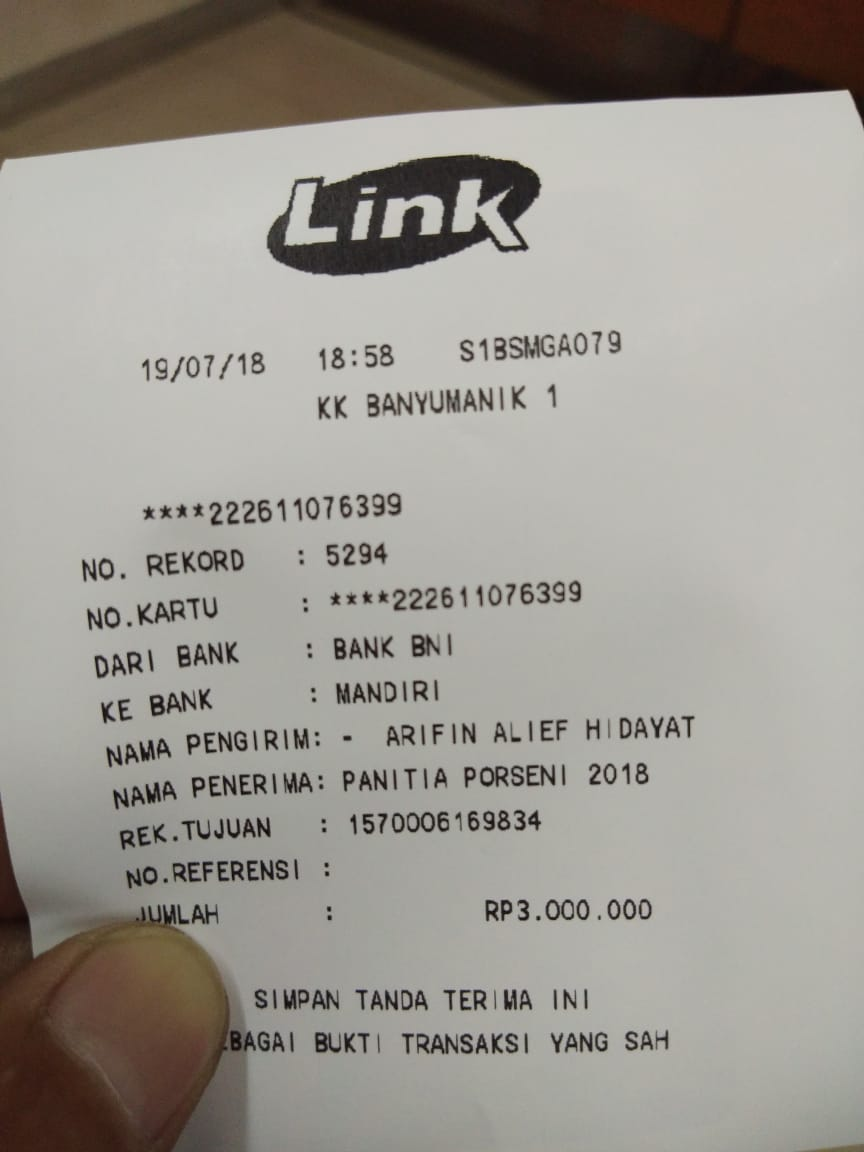 Link
19/07/18 18:58 S1BSMGA079
KK BANYUMANIK 1
****222611076399
NO. REKORD : 5294
NO.KARTU : ****222611076399
DARI BANK : BANK BNI
KE BANK : MANDIRI
NAMA PENGIRIM: - ARIFIN ALIEF HIDAYAT
NAMA PENERIMA: PANITIA PORSENI 2018
REK.TUJUAN : 1570006169834
NO.REFERENSI :
JUMLAH : RP3.000.000
SIMPAN TANDA TERIMA INI
BUKTI TRANSAKSI YANG SAH